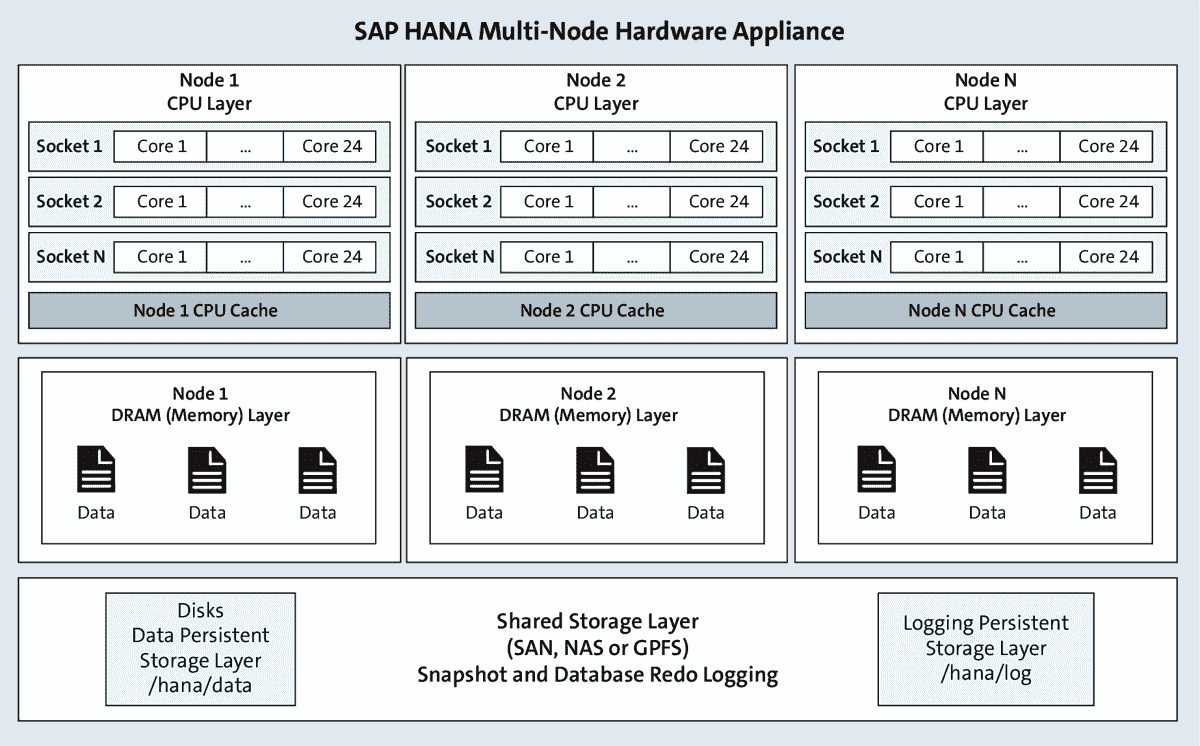 SAP HANA Multi-Node Hardware Appliance
Node 1
CPU Layer
Socket 1 Core 1 ... Core 24
Socket 2 Core 1 ... Core 24
Socket N Core 1 ... Core 24
Node 1 CPU Cache
Node 2
CPU Layer
Socket 1 Core 1 ... Core 24
Socket 2 Core 1 ... Core 24
Socket N Core 1 ... Core 24
Node 2 CPU Cache
Node N
CPU Layer
Socket 1 Core 1 ... Core 24
Socket 2 Core 1 ... Core 24
Socket N Core 1 ... Core 24
Node N CPU Cache
Node 1
DRAM (Memory) Layer
Data Data Data
Node 2
DRAM (Memory) Layer
Data Data Data
Node N
DRAM (Memory) Layer
Data Data Data
Disks
Data Persistent
Storage Layer
/hana/data
Shared Storage Layer
(SAN, NAS or GPFS)
Snapshot and Database Redo Logging
Logging Persistent
Storage Layer
/hana/log